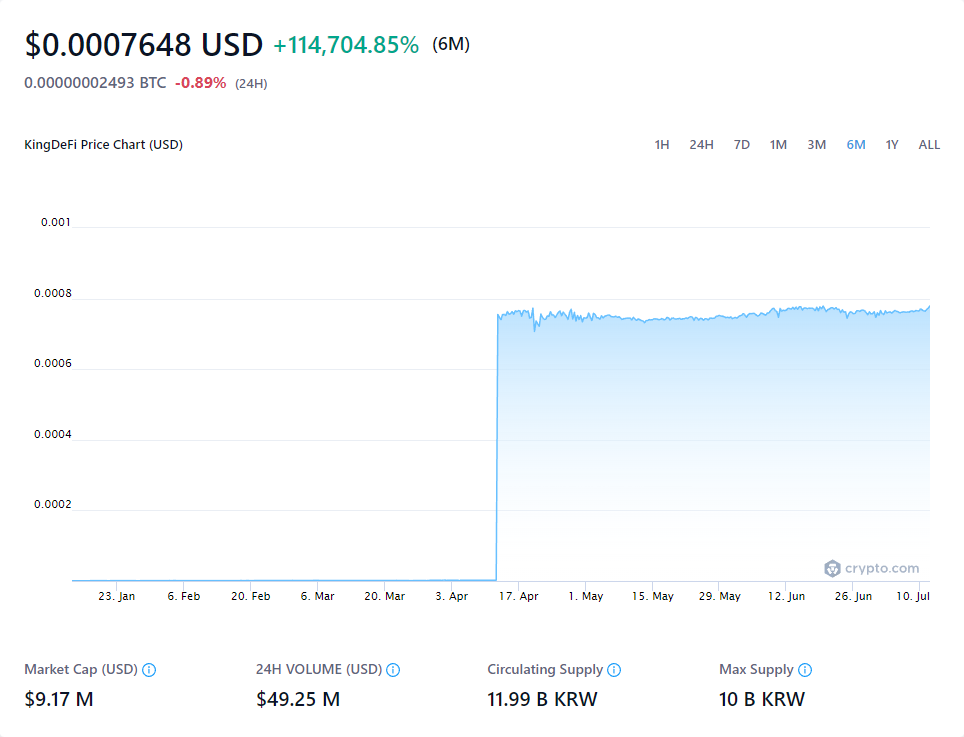 $0.0007648 USD +114,704.85% (6M)
0.00000002493 BTC -0.89% (24H)
KingDeFi Price Chart (USD) 1H 24H 7D 1M 3M 6M 1Y ALL
0.001
0.0008
0.0006
0.0004
0.0002
crypto.com
23. Jan 6. Feb 20. Feb 6. Mar 20. Mar 3. Apr 17. Apr 1. May 15. May 29. May 12. Jun 26. Jun 10. Jul
Market Cap (USD) 24H VOLUME (USD) Circulating Supply Max Supply
$9.17 M $49.25 M 11.99 B KRW 10 B KRW